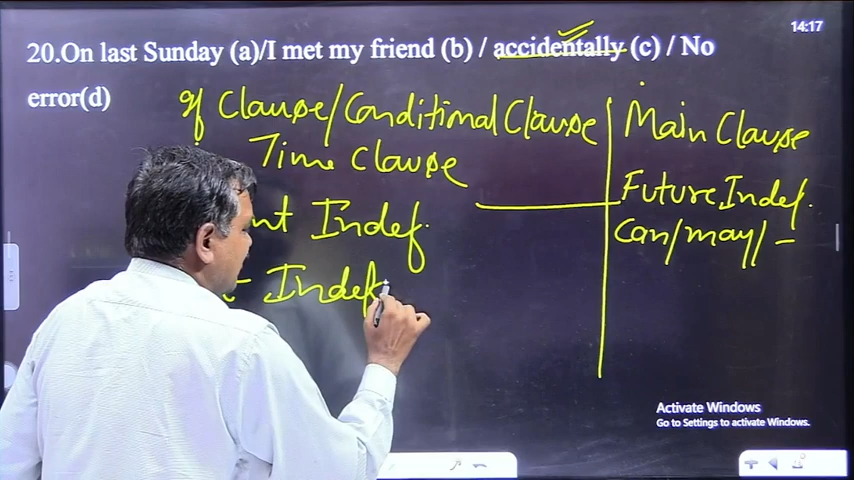 14:17
20.On last Sunday (a)/I met my friend (b) / accidentally (c) / No
error(d)
If Clause/Conditional Clause
Time Clause
Main Clause
Indef.
Future Indef.
Can/may/ -
Indef
Activate Windows
Go to Settings to activate Windows.